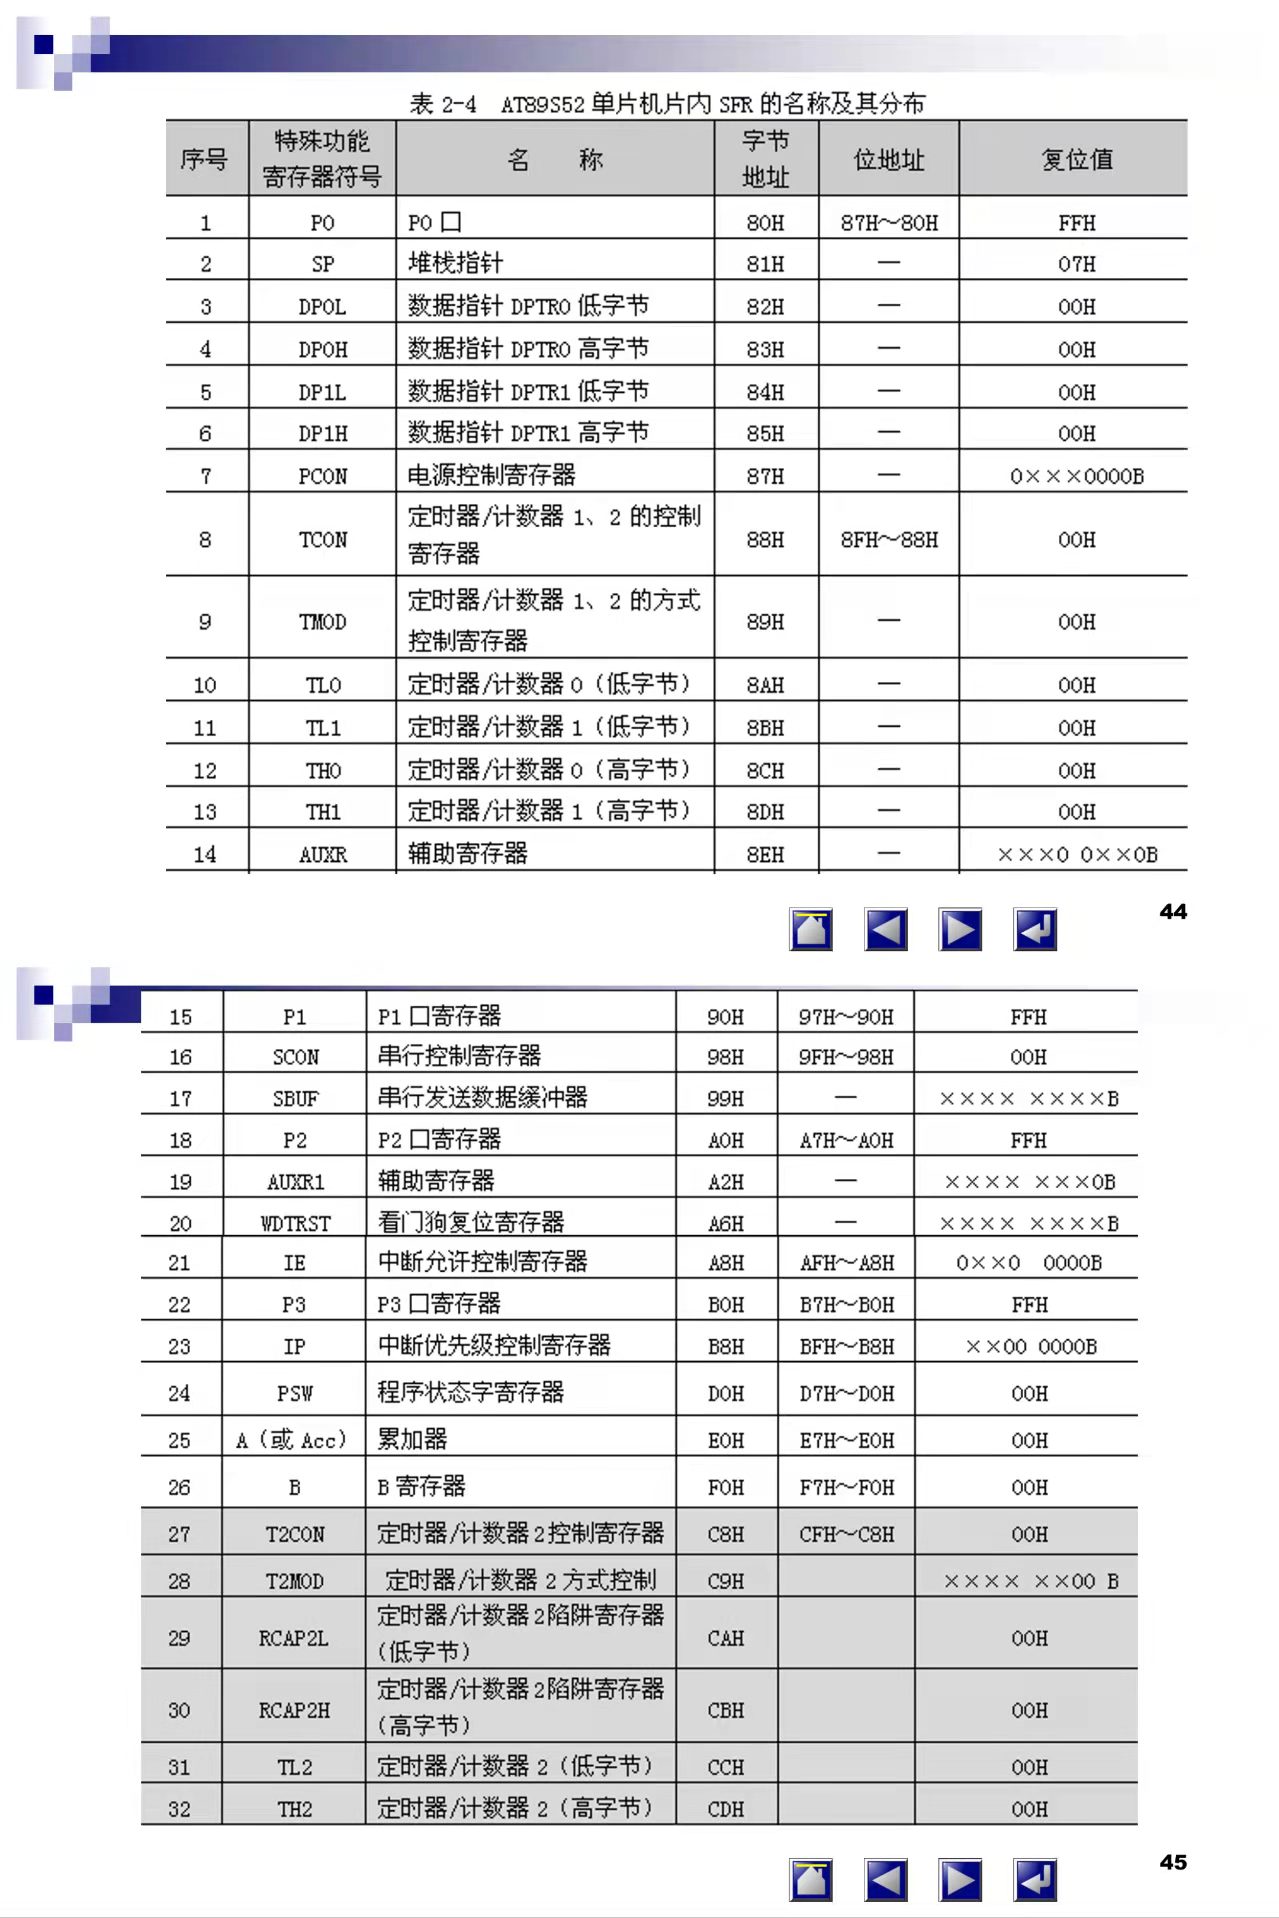 表 2-4 AT89S52 单片机片内 SFR 的名称及其分布
序号 特殊功能寄存器符号 名 称 字节地址 位地址 复位值
1 P0 P0 口 80H 87H～80H FFH
2 SP 堆栈指针 81H — 07H
3 DP0L 数据指针 DPTR0 低字节 82H — 00H
4 DP0H 数据指针 DPTR0 高字节 83H — 00H
5 DP1L 数据指针 DPTR1 低字节 84H — 00H
6 DP1H 数据指针 DPTR1 高字节 85H — 00H
7 PCON 电源控制寄存器 87H — 0×××0000B
8 TCON 定时器/计数器 1、2 的控制寄存器 88H 8FH～88H 00H
9 TMOD 定时器/计数器 1、2 的方式控制寄存器 89H — 00H
10 TL0 定时器/计数器 0（低字节） 8AH — 00H
11 TL1 定时器/计数器 1（低字节） 8BH — 00H
12 TH0 定时器/计数器 0（高字节） 8CH — 00H
13 TH1 定时器/计数器 1（高字节） 8DH — 00H
14 AUXR 辅助寄存器 8EH — ×××0 0××0B
44
15 P1 P1 口寄存器 90H 97H～90H FFH
16 SCON 串行控制寄存器 98H 9FH～98H 00H
17 SBUF 串行发送数据缓冲器 99H — ×××× ××××B
18 P2 P2 口寄存器 A0H A7H～A0H FFH
19 AUXR1 辅助寄存器 A2H — ×××× ×××0B
20 WDTRST 看门狗复位寄存器 A6H — ×××× ××××B
21 IE 中断允许控制寄存器 A8H AFH～A8H 0××0 0000B
22 P3 P3 口寄存器 B0H B7H～B0H FFH
23 IP 中断优先级控制寄存器 B8H BFH～B8H ××00 0000B
24 PSW 程序状态字寄存器 D0H D7H～D0H 00H
25 A（或 Acc） 累加器 E0H E7H～E0H 00H
26 B B 寄存器 F0H F7H～F0H 00H
27 T2CON 定时器/计数器 2 控制寄存器 C8H CFH～C8H 00H
28 T2MOD 定时器/计数器 2 方式控制 C9H ×××× ××00 B
29 RCAP2L 定时器/计数器 2 陷阱寄存器（低字节） CAH 00H
30 RCAP2H 定时器/计数器 2 陷阱寄存器（高字节） CBH 00H
31 TL2 定时器/计数器 2（低字节） CCH 00H
32 TH2 定时器/计数器 2（高字节） CDH 00H
45